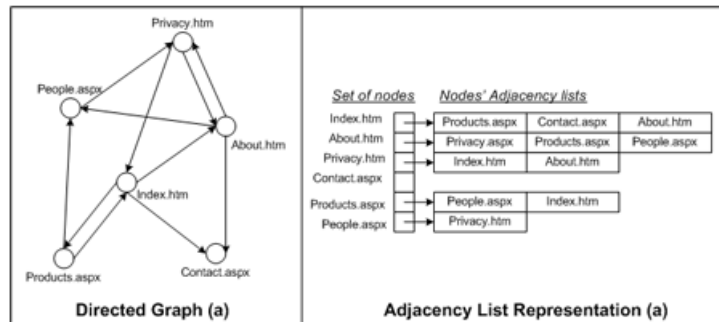 Privacy.htm
People.aspx
About.htm
Index.htm
Products.aspx
Contact.aspx
Directed Graph (a)
Set of nodes
Nodes' Adjacency lists
Index.htm
Products.aspx
Contact.aspx
About.htm
About.htm
Privacy.aspx
Products.aspx
People.aspx
Privacy.htm
Index.htm
About.htm
Contact.aspx
Products.aspx
People.aspx
Index.htm
People.aspx
Privacy.htm
Adjacency List Representation (a)